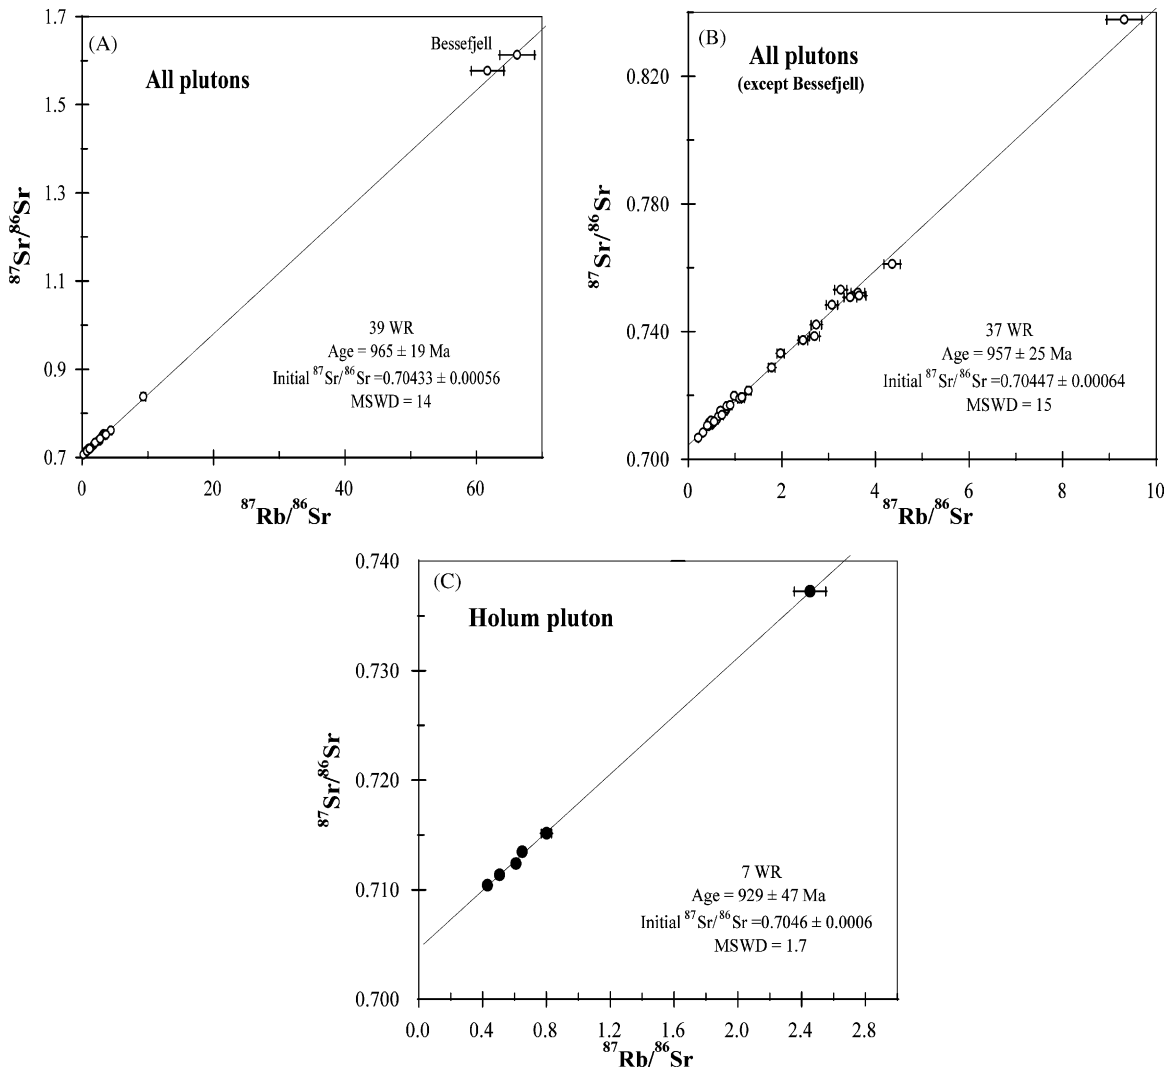 (A)
All plutons
Bessefjell
1.7
1.5
1.3
1.1
0.9
0.7
87Sr/86Sr
39 WR
Age = 965 ± 19 Ma
Initial 87Sr/86Sr =0.70433 ± 0.00056
MSWD = 14
0 20 40 60
87Rb/86Sr
(B)
All plutons
(except Bessefjell)
0.820
0.780
0.740
0.700
87Sr/86Sr
37 WR
Age = 957 ± 25 Ma
Initial 87Sr/86Sr =0.70447 ± 0.00064
MSWD = 15
0 2 4 6 8 10
87Rb/86Sr
(C)
Holum pluton
0.740
0.730
0.720
0.710
0.700
87Sr/86Sr
7 WR
Age = 929 ± 47 Ma
Initial 87Sr/86Sr =0.7046 ± 0.0006
MSWD = 1.7
0.0 0.4 0.8 1.2 1.6 2.0 2.4 2.8
87Rb/86Sr